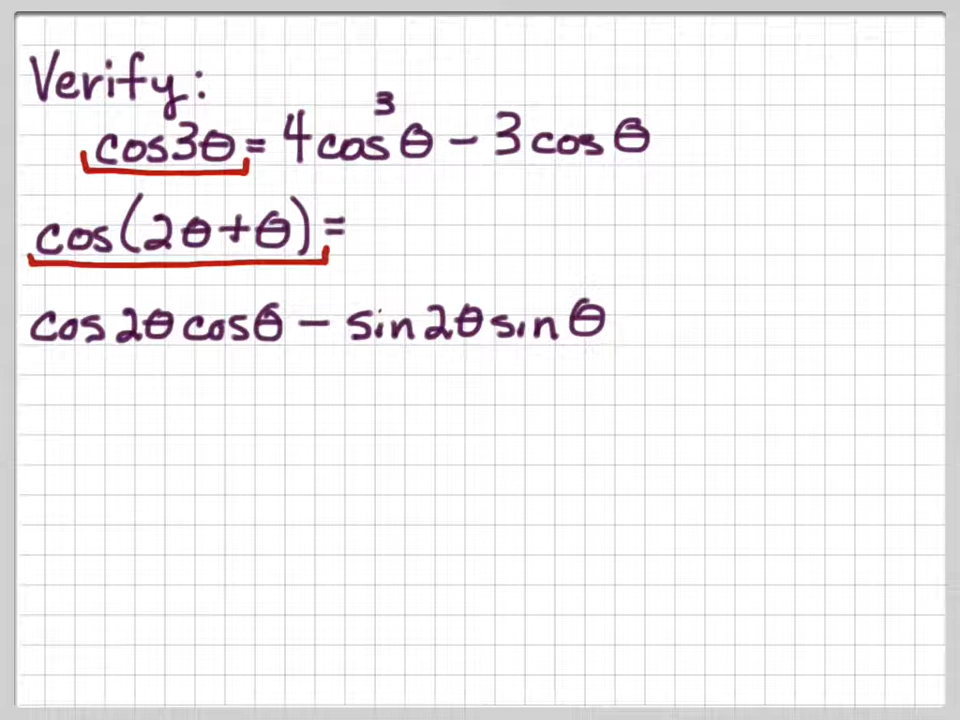 Verify:
cos3θ = 4cos³θ − 3cosθ
cos(2θ+θ) =
cos2θcosθ − sin2θsinθ